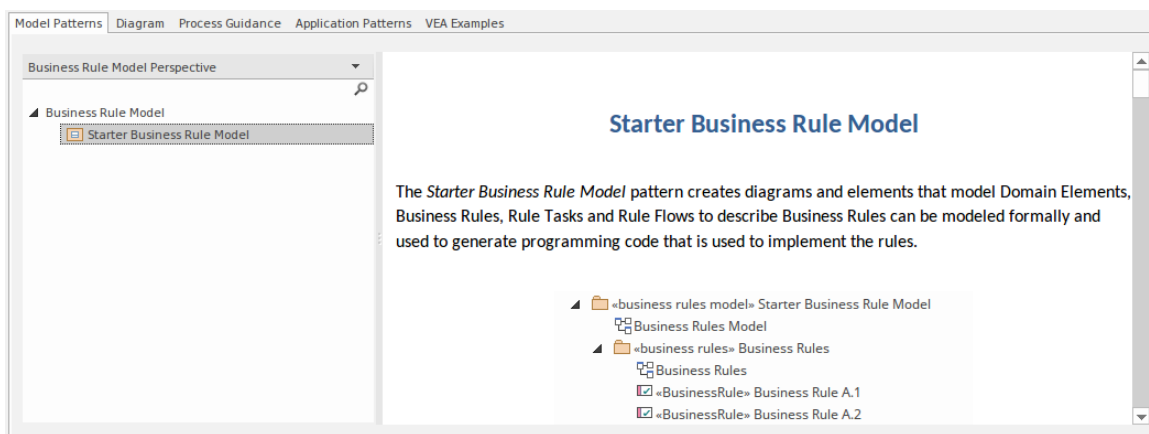 Model Patterns Diagram Process Guidance Application Patterns VEA Examples
Business Rule Model Perspective
Business Rule Model
Starter Business Rule Model
Starter Business Rule Model
The Starter Business Rule Model pattern creates diagrams and elements that model Domain Elements,
Business Rules, Rule Tasks and Rule Flows to describe Business Rules can be modeled formally and
used to generate programming code that is used to implement the rules.
«business rules model» Starter Business Rule Model
Business Rules Model
«business rules» Business Rules
Business Rules
«BusinessRule» Business Rule A.1
«BusinessRule» Business Rule A.2